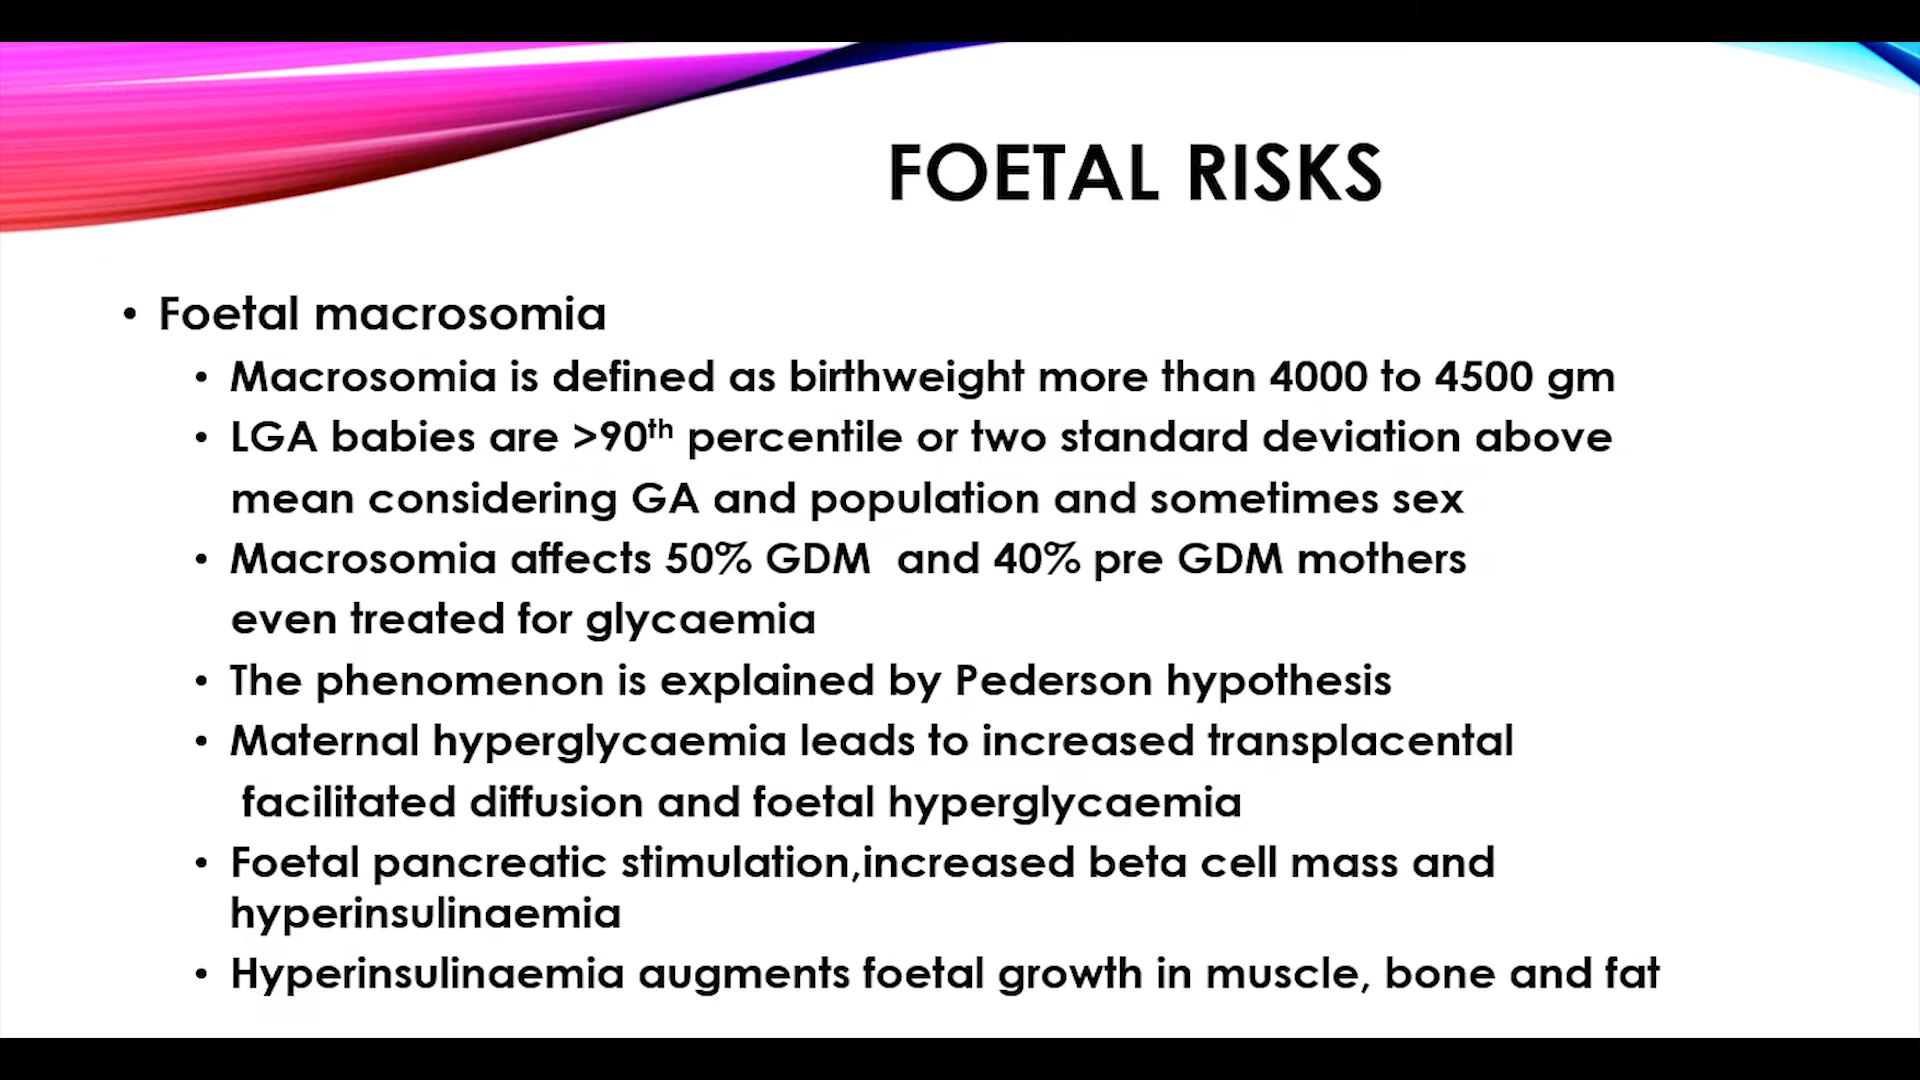 FOETAL RISKS
• Foetal macrosomia
• Macrosomia is defined as birthweight more than 4000 to 4500 gm
• LGA babies are >90th percentile or two standard deviation above
mean considering GA and population and sometimes sex
• Macrosomia affects 50% GDM and 40% pre GDM mothers
even treated for glycaemia
• The phenomenon is explained by Pederson hypothesis
• Maternal hyperglycaemia leads to increased transplacental
facilitated diffusion and foetal hyperglycaemia
• Foetal pancreatic stimulation,increased beta cell mass and
hyperinsulinaemia
• Hyperinsulinaemia augments foetal growth in muscle, bone and fat